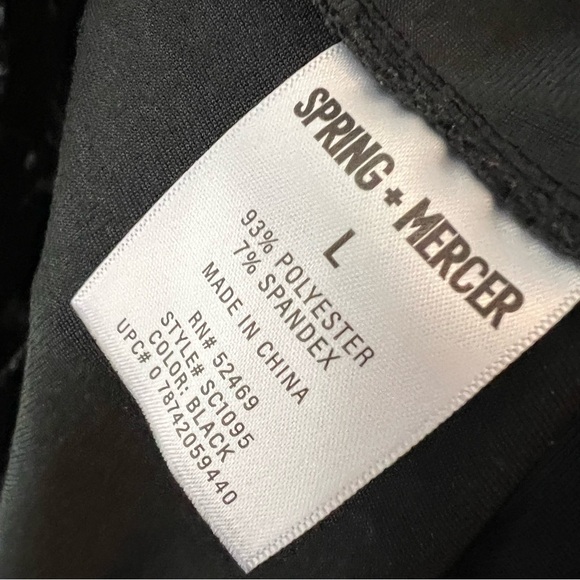 SPRING + MERCER
L
93% POLYESTER
7% SPANDEX
MADE IN CHINA
RN# 52469
STYLE# SC1095
COLOR: BLACK
UPC# 0 78742059440